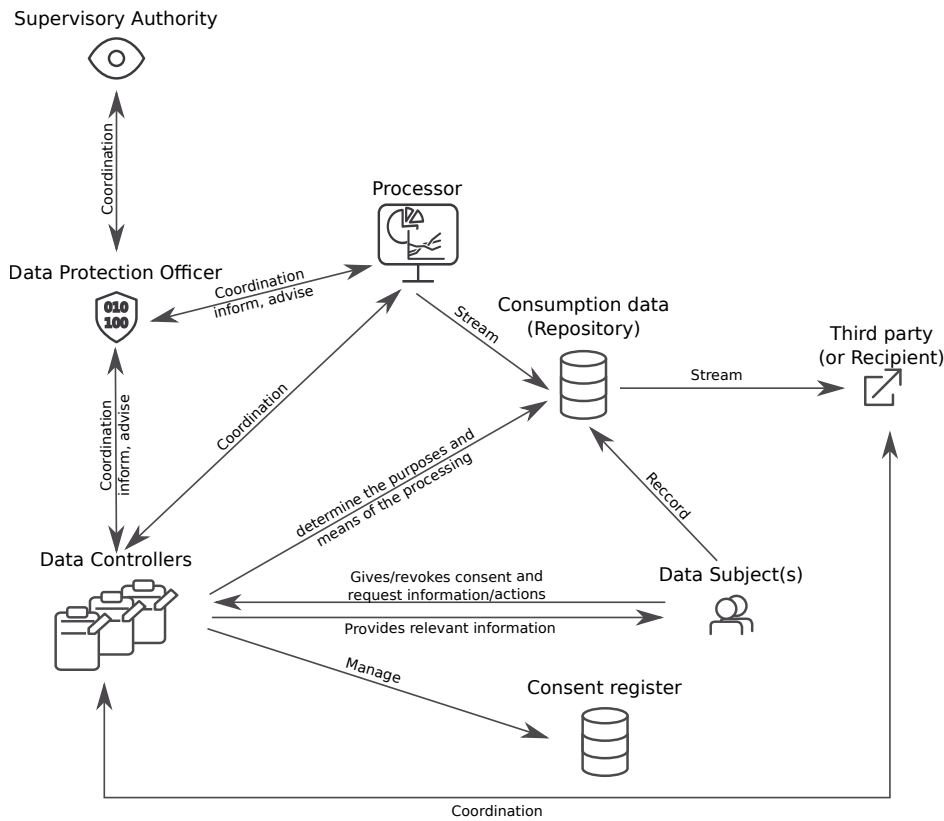 Supervisory Authority
Coordination
Processor
Data Protection Officer
010
100
Coordination
inform, advise
Stream
Consumption data
(Repository)
Third party
(or Recipient)
Stream
Coordination
Coordination
inform, advise
determine the purposes and
means of the processing
Reccord
Data Controllers
Data Subject(s)
Gives/revokes consent and
request information/actions
Provides relevant information
Manage
Consent register
Coordination